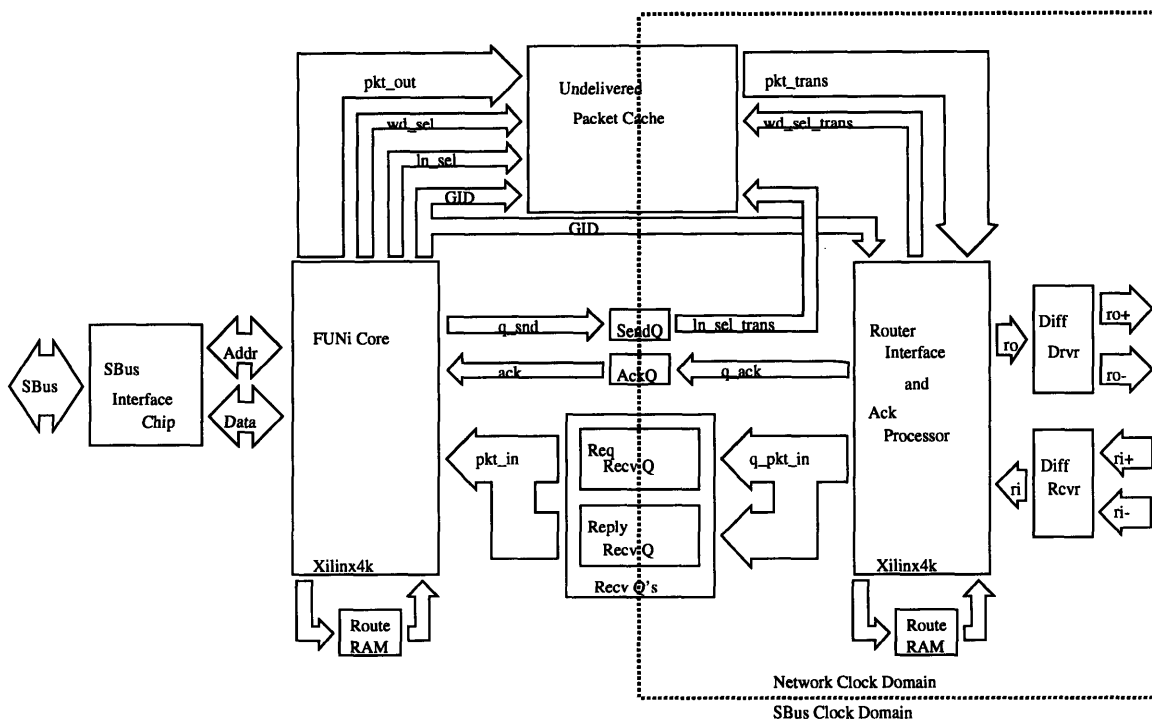 pkt_out
wd_sel
ln_sel
GID
GID
Undelivered
Packet Cache
pkt_trans
wd_sel_trans
SBus
SBus
Interface
Chip
Addr
Data
FUNi Core
Xilinx4k
q_snd
SendQ
ln_sel_trans
ack
AckQ
q_ack
pkt_in
Req
Recv Q
Reply
Recv Q
Recv Q's
q_pkt_in
Router
Interface
and
Ack
Processor
Xilinx4k
ro
Diff
Drvr
ro+
ro-
ri
Diff
Rcvr
ri+
ri-
Route
RAM
Route
RAM
Network Clock Domain
SBus Clock Domain